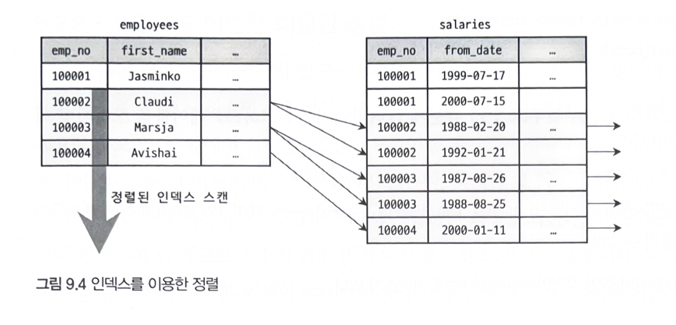 employees
emp_no first_name …
100001 Jasminko …
100002 Claudi …
100003 Marsja …
100004 Avishai …
정렬된 인덱스 스캔
salaries
emp_no from_date …
100001 1999-07-17 …
100001 2000-07-15
100002 1988-02-20 …
100002 1992-01-21
100003 1987-08-26 …
100003 1988-08-25
100004 2000-01-11 …
그림 9.4 인덱스를 이용한 정렬